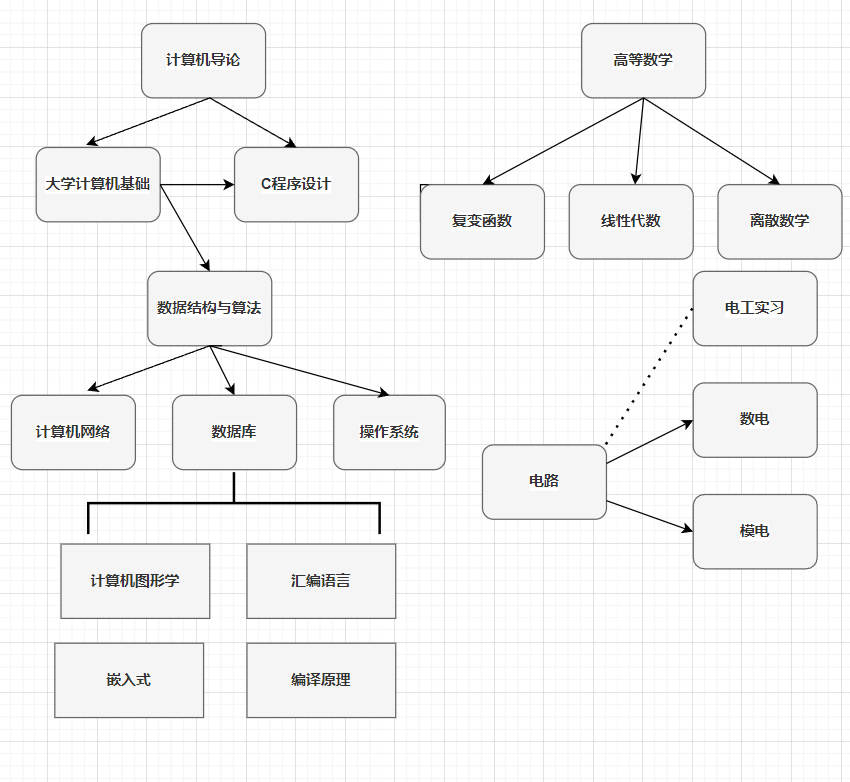 计算机导论
高等数学
大学计算机基础
C程序设计
复变函数
线性代数
离散数学
数据结构与算法
电工实习
计算机网络
数据库
操作系统
数电
电路
模电
计算机图形学
汇编语言
嵌入式
编译原理